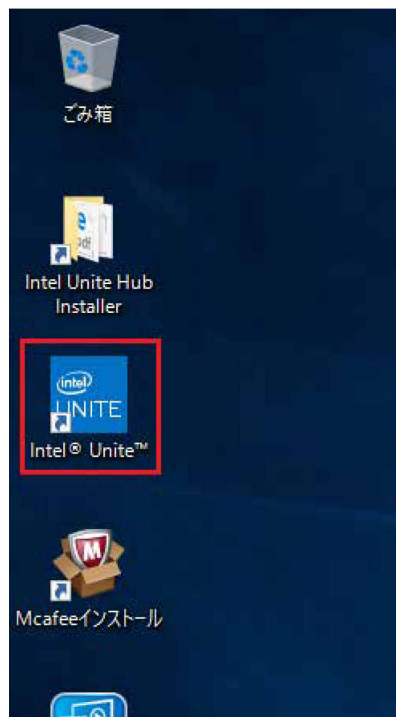 ごみ箱
e
pdf
Intel Unite Hub
Installer
intel
UNITE
Intel® Unite™
M
Mcafeeインストール